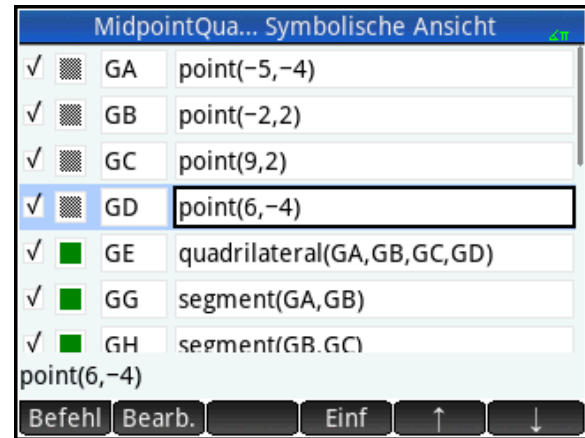 MidpointQua... Symbolische Ansicht ∡π
√ GA point(−5,−4)
√ GB point(−2,2)
√ GC point(9,2)
√ GD point(6,−4)
√ GE quadrilateral(GA,GB,GC,GD)
√ GG segment(GA,GB)
√ GH segment(GB,GC)
point(6,−4)
Befehl Bearb. Einf ↑ ↓